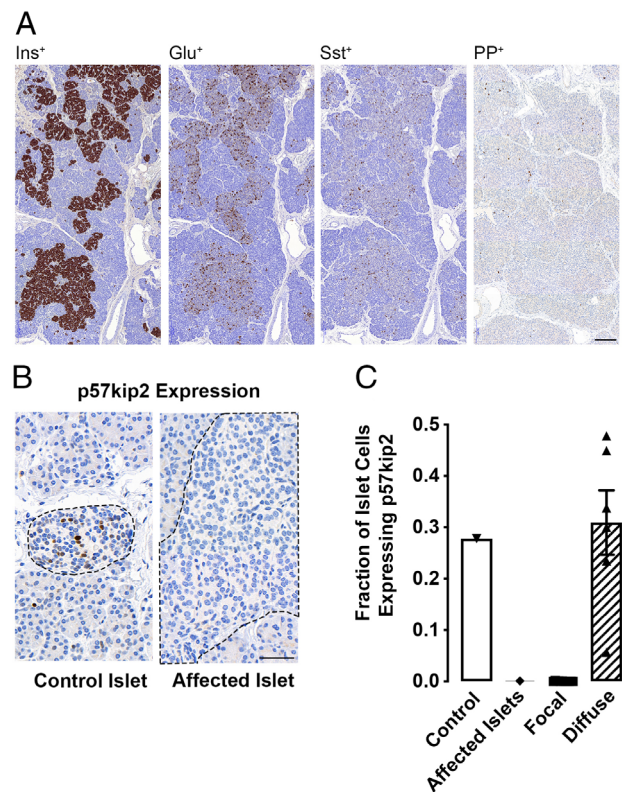 A
Ins⁺ Glu⁺ Sst⁺ PP⁺
B
p57kip2 Expression
Control Islet Affected Islet
C
Fraction of Islet Cells
Expressing p57kip2
0.5
0.4
0.3
0.2
0.1
0.0
Control
Affected Islets
Focal
Diffuse